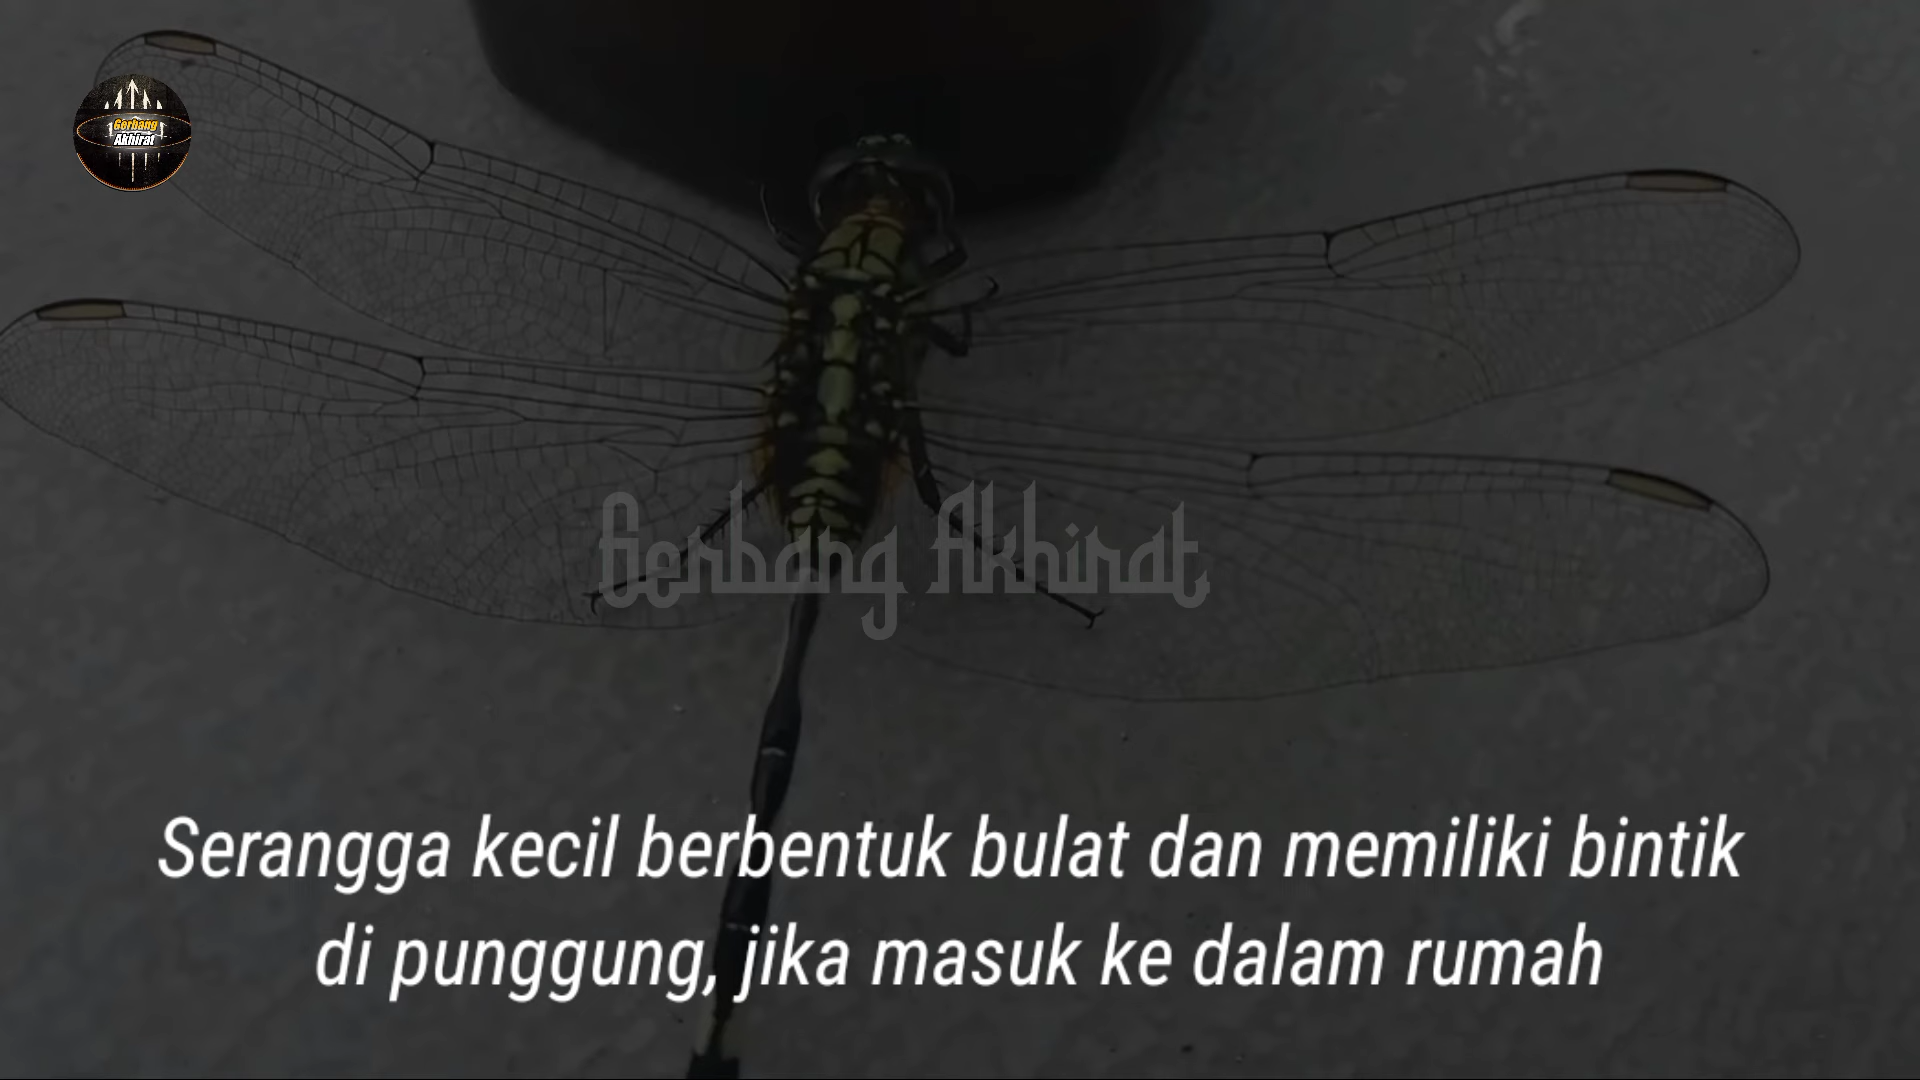 Gerbang
Akhirat
Gerbang Akhirat
Serangga kecil berbentuk bulat dan memiliki bintik
di punggung, jika masuk ke dalam rumah